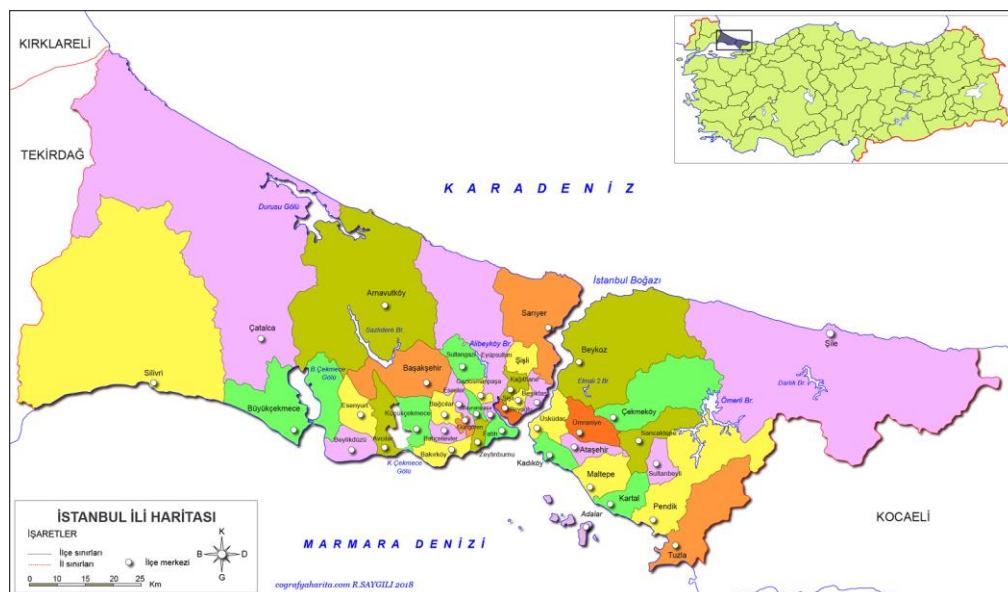 KIRKLARELİ
TEKİRDAĞ
K A R A D E N İ Z
Durusu Gölü
İstanbul Boğazı
Arnavutköy
Sarıyer
Sazlıdere Br.
Alibeyköy Br.
Çatalca
Şile
Sultangazi
Eyüpsultan
Şişli
Beykoz
Silivri
B.Çekmece
Gölü
Başakşehir
Gaziosmanpaşa
Kağıthane
Elmalı 2 Br.
Darlık Br.
Esenler
Beşiktaş
Ömerli Br.
Büyükçekmece
Esenyurt
Küçükçekmece
Bağcılar
Çekmeköy
Güngören
Fatih
Üsküdar
Ümraniye
Sancaktepe
Beylikdüzü
Avcılar
Bahçelievler
Bakırköy
Zeytinburnu
Kadıköy
Ataşehir
K.Çekmece
Gölü
Sultanbeyli
Maltepe
Kartal
Pendik
Adalar
Tuzla
KOCAELİ
M A R M A R A D E N İ Z İ
İSTANBUL İLİ HARİTASI
İŞARETLER
İlçe sınırları
İl sınırları
İlçe merkezi
K
B D
G
0 5 10 15 20 25
Km
cografyaharita.com R.SAYGILI 2018